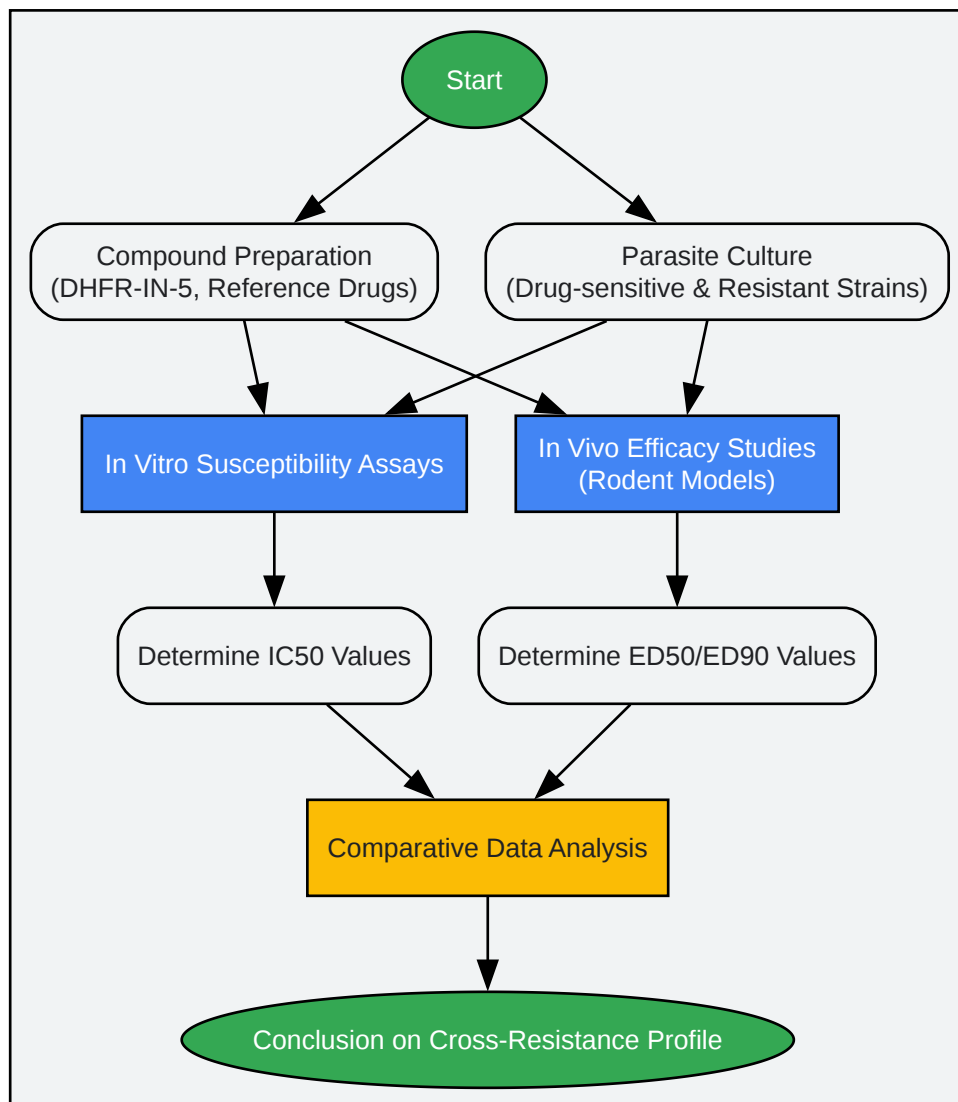 Start
Compound Preparation
(DHFR-IN-5, Reference Drugs)
Parasite Culture
(Drug-sensitive & Resistant Strains)
In Vitro Susceptibility Assays
In Vivo Efficacy Studies
(Rodent Models)
Determine IC50 Values
Determine ED50/ED90 Values
Comparative Data Analysis
Conclusion on Cross-Resistance Profile